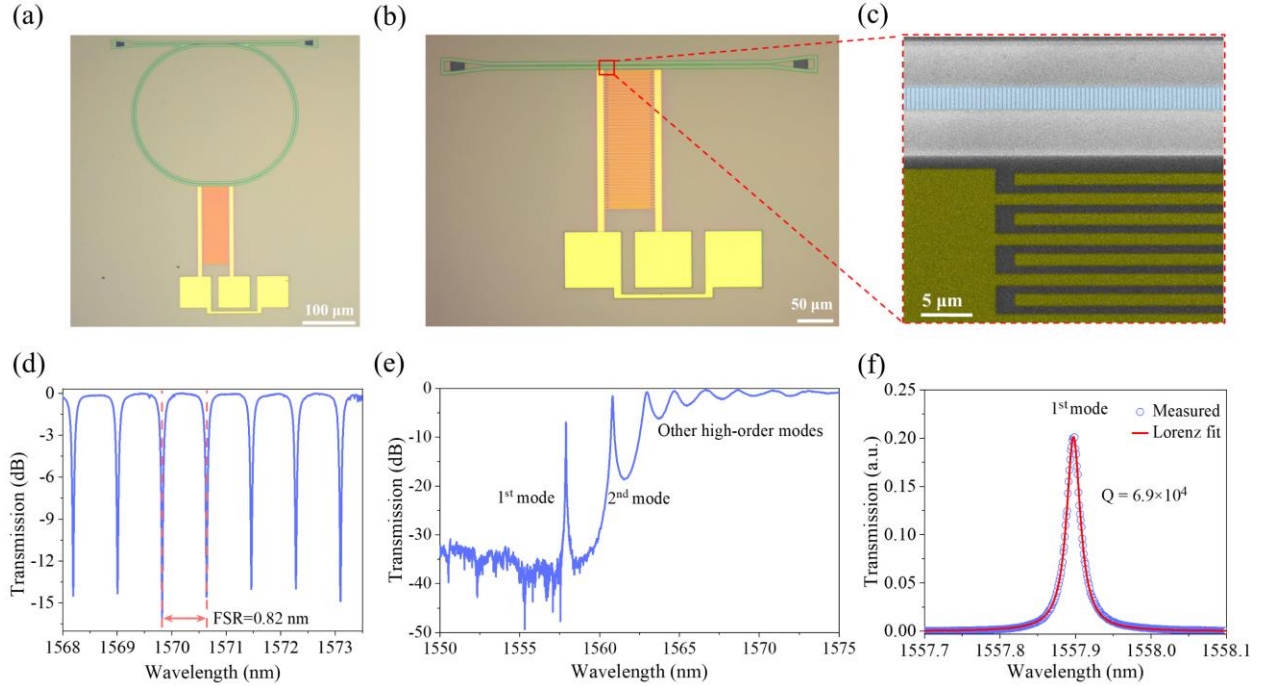 (a)
(b)
(c)
100 μm
50 μm
5 μm
(d)
(e)
(f)
0
-3
-6
-9
-12
-15
Transmission (dB)
FSR=0.82 nm
1568 1569 1570 1571 1572 1573
Wavelength (nm)
0
-10
-20
-30
-40
-50
Transmission (dB)
Other high-order modes
1st mode
2nd mode
1550 1555 1560 1565 1570 1575
Wavelength (nm)
0.25
0.20
0.15
0.10
0.05
0.00
Transmission (a.u.)
1st mode
Measured
Lorenz fit
Q = 6.9×10⁴
1557.7 1557.8 1557.9 1558.0 1558.1
Wavelength (nm)